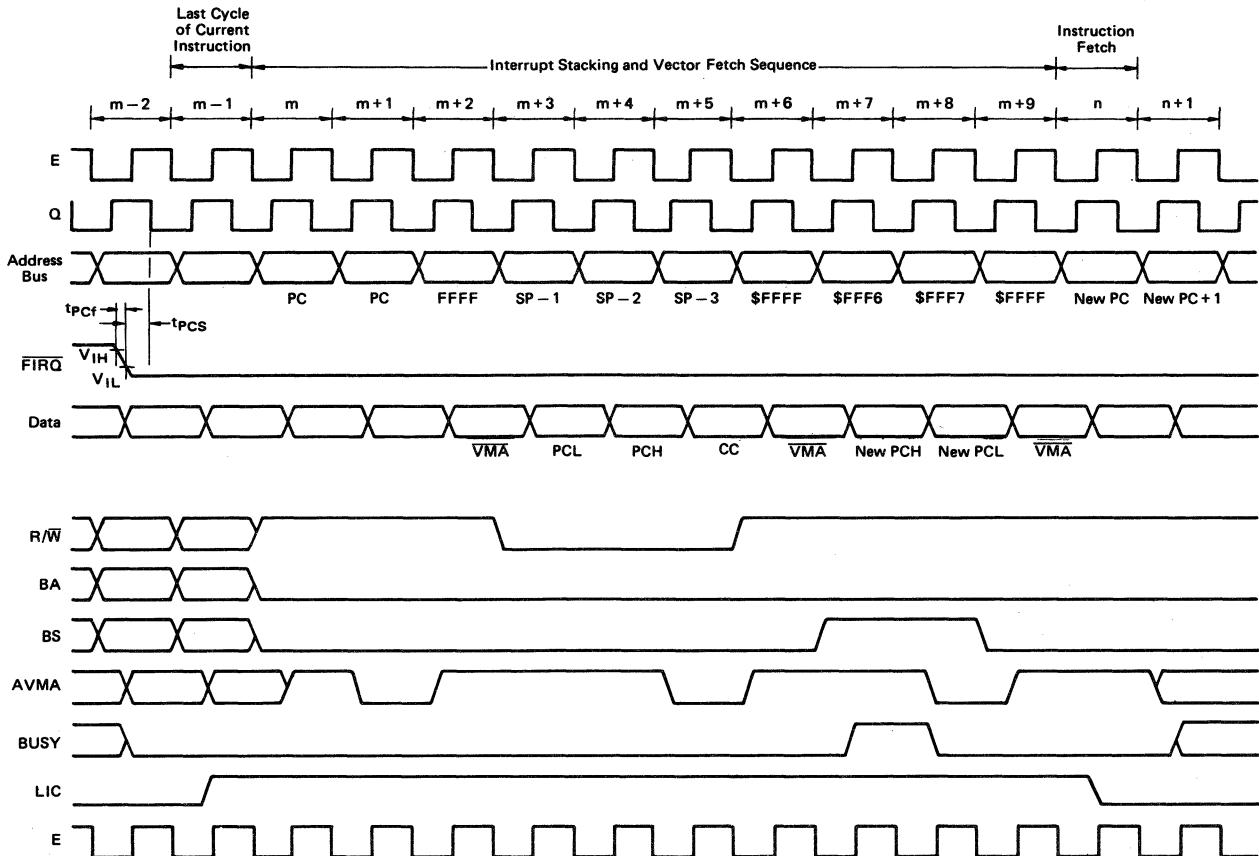 Last Cycle
of Current
Instruction
Instruction
Fetch
Interrupt Stacking and Vector Fetch Sequence
m – 2 m – 1 m m + 1 m + 2 m + 3 m + 4 m + 5 m + 6 m + 7 m + 8 m + 9 n n + 1
E
Q
Address
Bus
PC PC FFFF SP – 1 SP – 2 SP – 3 $FFFF $FFF6 $FFF7 $FFFF New PC New PC + 1
tPCf
tPCS
VIH
FIRQ
VIL
Data
VMA PCL PCH CC VMA New PCH New PCL VMA
R/W
BA
BS
AVMA
BUSY
LIC
E